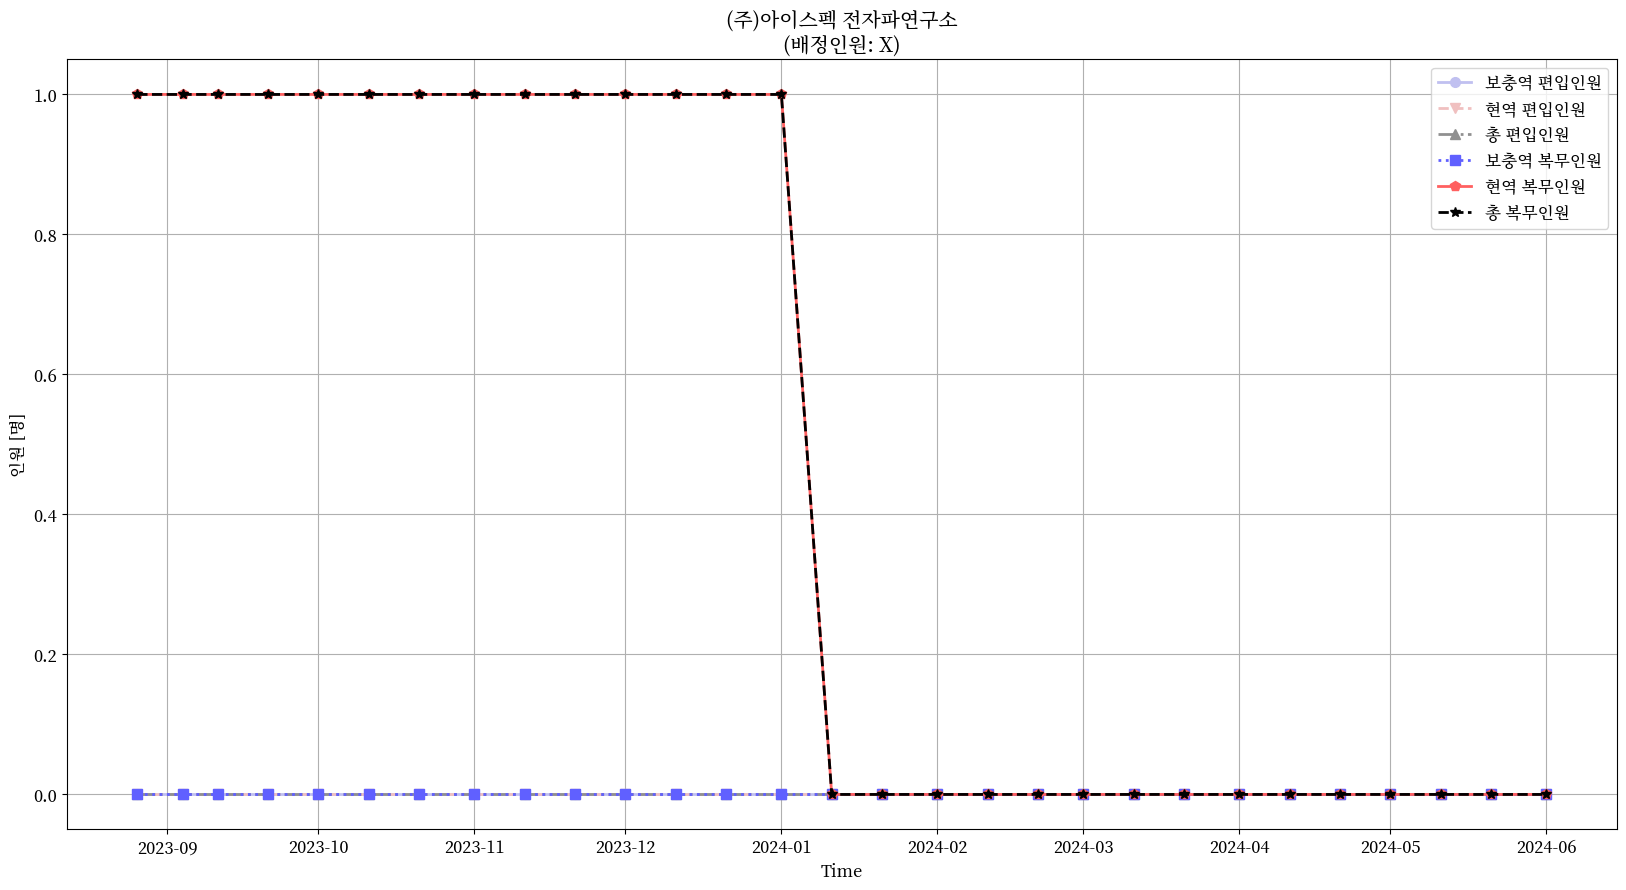 (주)아이스펙 전자파연구소
(배정인원: X)
보충역 편입인원
현역 편입인원
총 편입인원
보충역 복무인원
현역 복무인원
총 복무인원
인원 [명]
1.0
0.8
0.6
0.4
0.2
0.0
2023-09 2023-10 2023-11 2023-12 2024-01 2024-02 2024-03 2024-04 2024-05 2024-06
Time